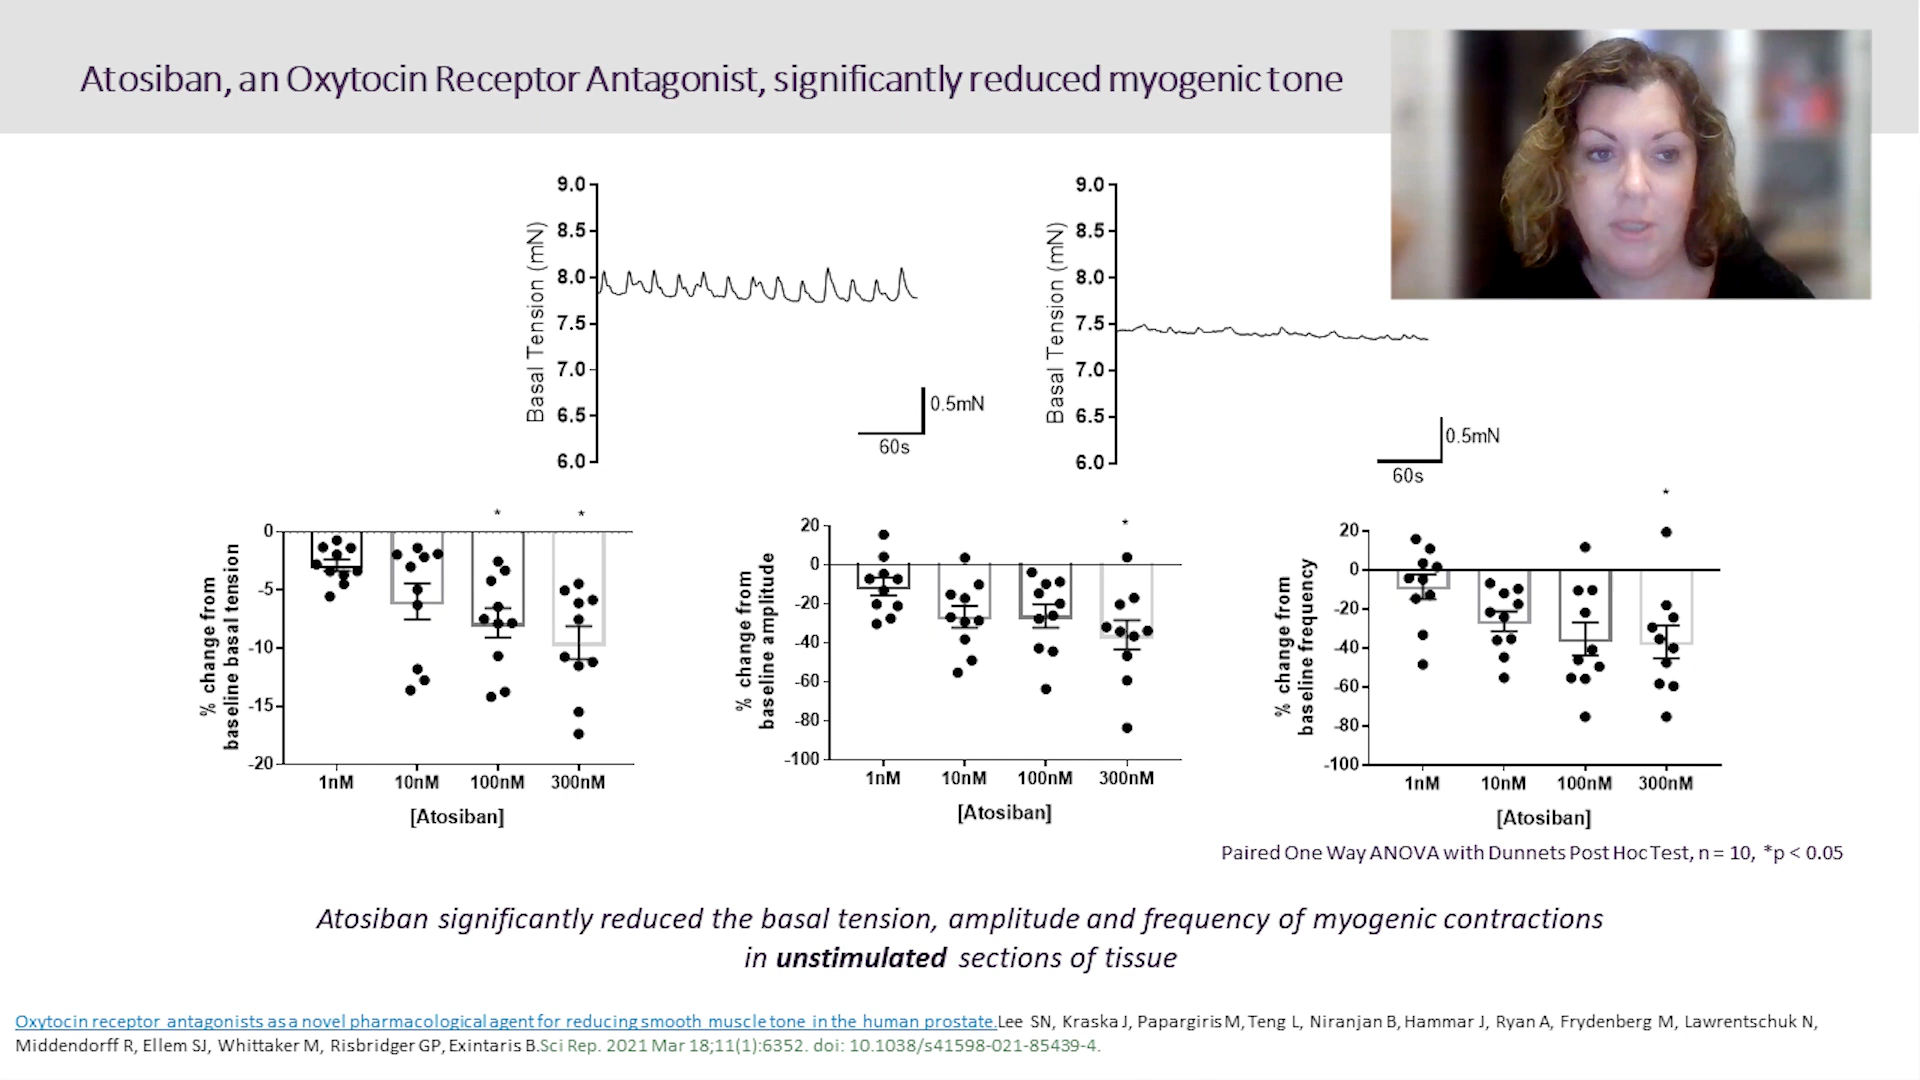 Atosiban, an Oxytocin Receptor Antagonist, significantly reduced myogenic tone
Basal Tension (mN)
9.0
8.5
8.0
7.5
7.0
6.5
6.0
0.5mN
60s
Basal Tension (mN)
9.0
8.5
8.0
7.5
7.0
6.5
6.0
0.5mN
60s
% change from
baseline basal tension
0
-5
-10
-15
-20
* *
1nM 10nM 100nM 300nM
[Atosiban]
% change from
baseline amplitude
20
0
-20
-40
-60
-80
-100
*
1nM 10nM 100nM 300nM
[Atosiban]
% change from
baseline frequency
20
0
-20
-40
-60
-80
-100
*
1nM 10nM 100nM 300nM
[Atosiban]
Paired One Way ANOVA with Dunnets Post Hoc Test, n = 10, *p < 0.05
Atosiban significantly reduced the basal tension, amplitude and frequency of myogenic contractions
in unstimulated sections of tissue
Oxytocin receptor antagonists as a novel pharmacological agent for reducing smooth muscle tone in the human prostate. Lee SN, Kraska J, Papargiris M, Teng L, Niranjan B, Hammar J, Ryan A, Frydenberg M, Lawrentschuk N,
Middendorff R, Ellem SJ, Whittaker M, Risbridger GP, Exintaris B.Sci Rep. 2021 Mar 18;11(1):6352. doi: 10.1038/s41598-021-85439-4.